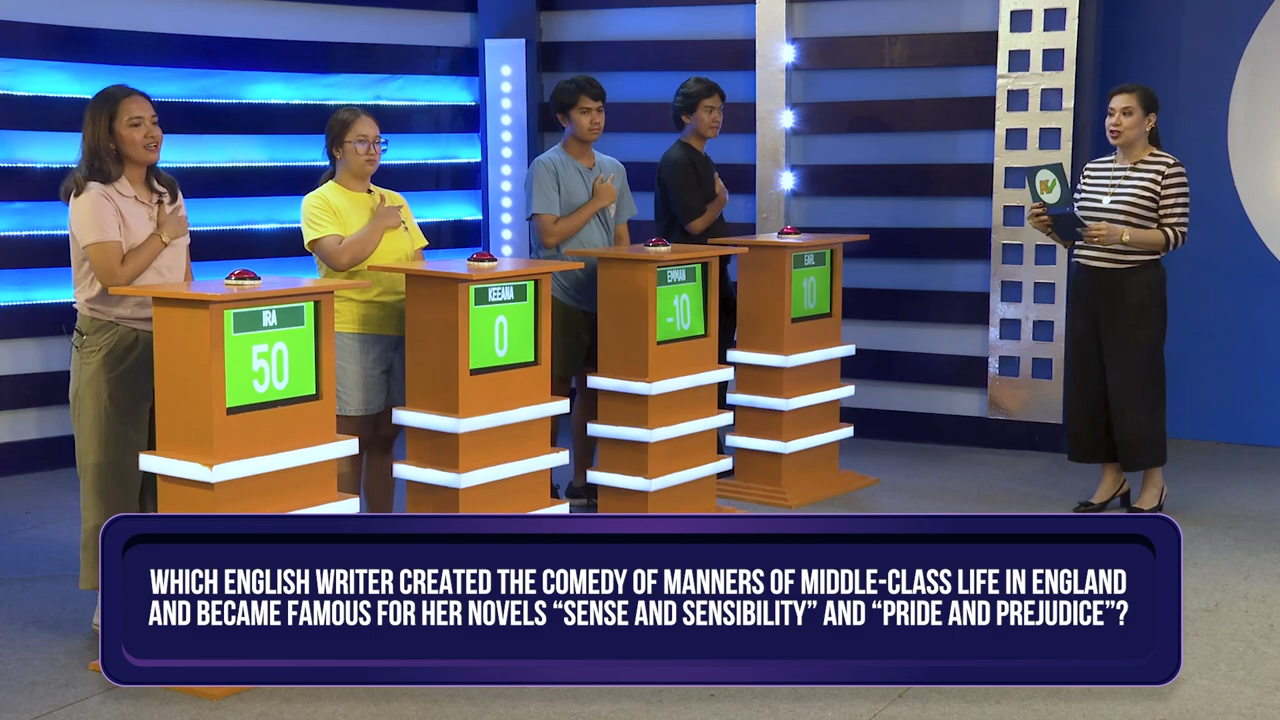 IRA
50
KEEANA
0
EMMAN
-10
EARL
10
KV
WHICH ENGLISH WRITER CREATED THE COMEDY OF MANNERS OF MIDDLE-CLASS LIFE IN ENGLAND
AND BECAME FAMOUS FOR HER NOVELS “SENSE AND SENSIBILITY” AND “PRIDE AND PREJUDICE”?